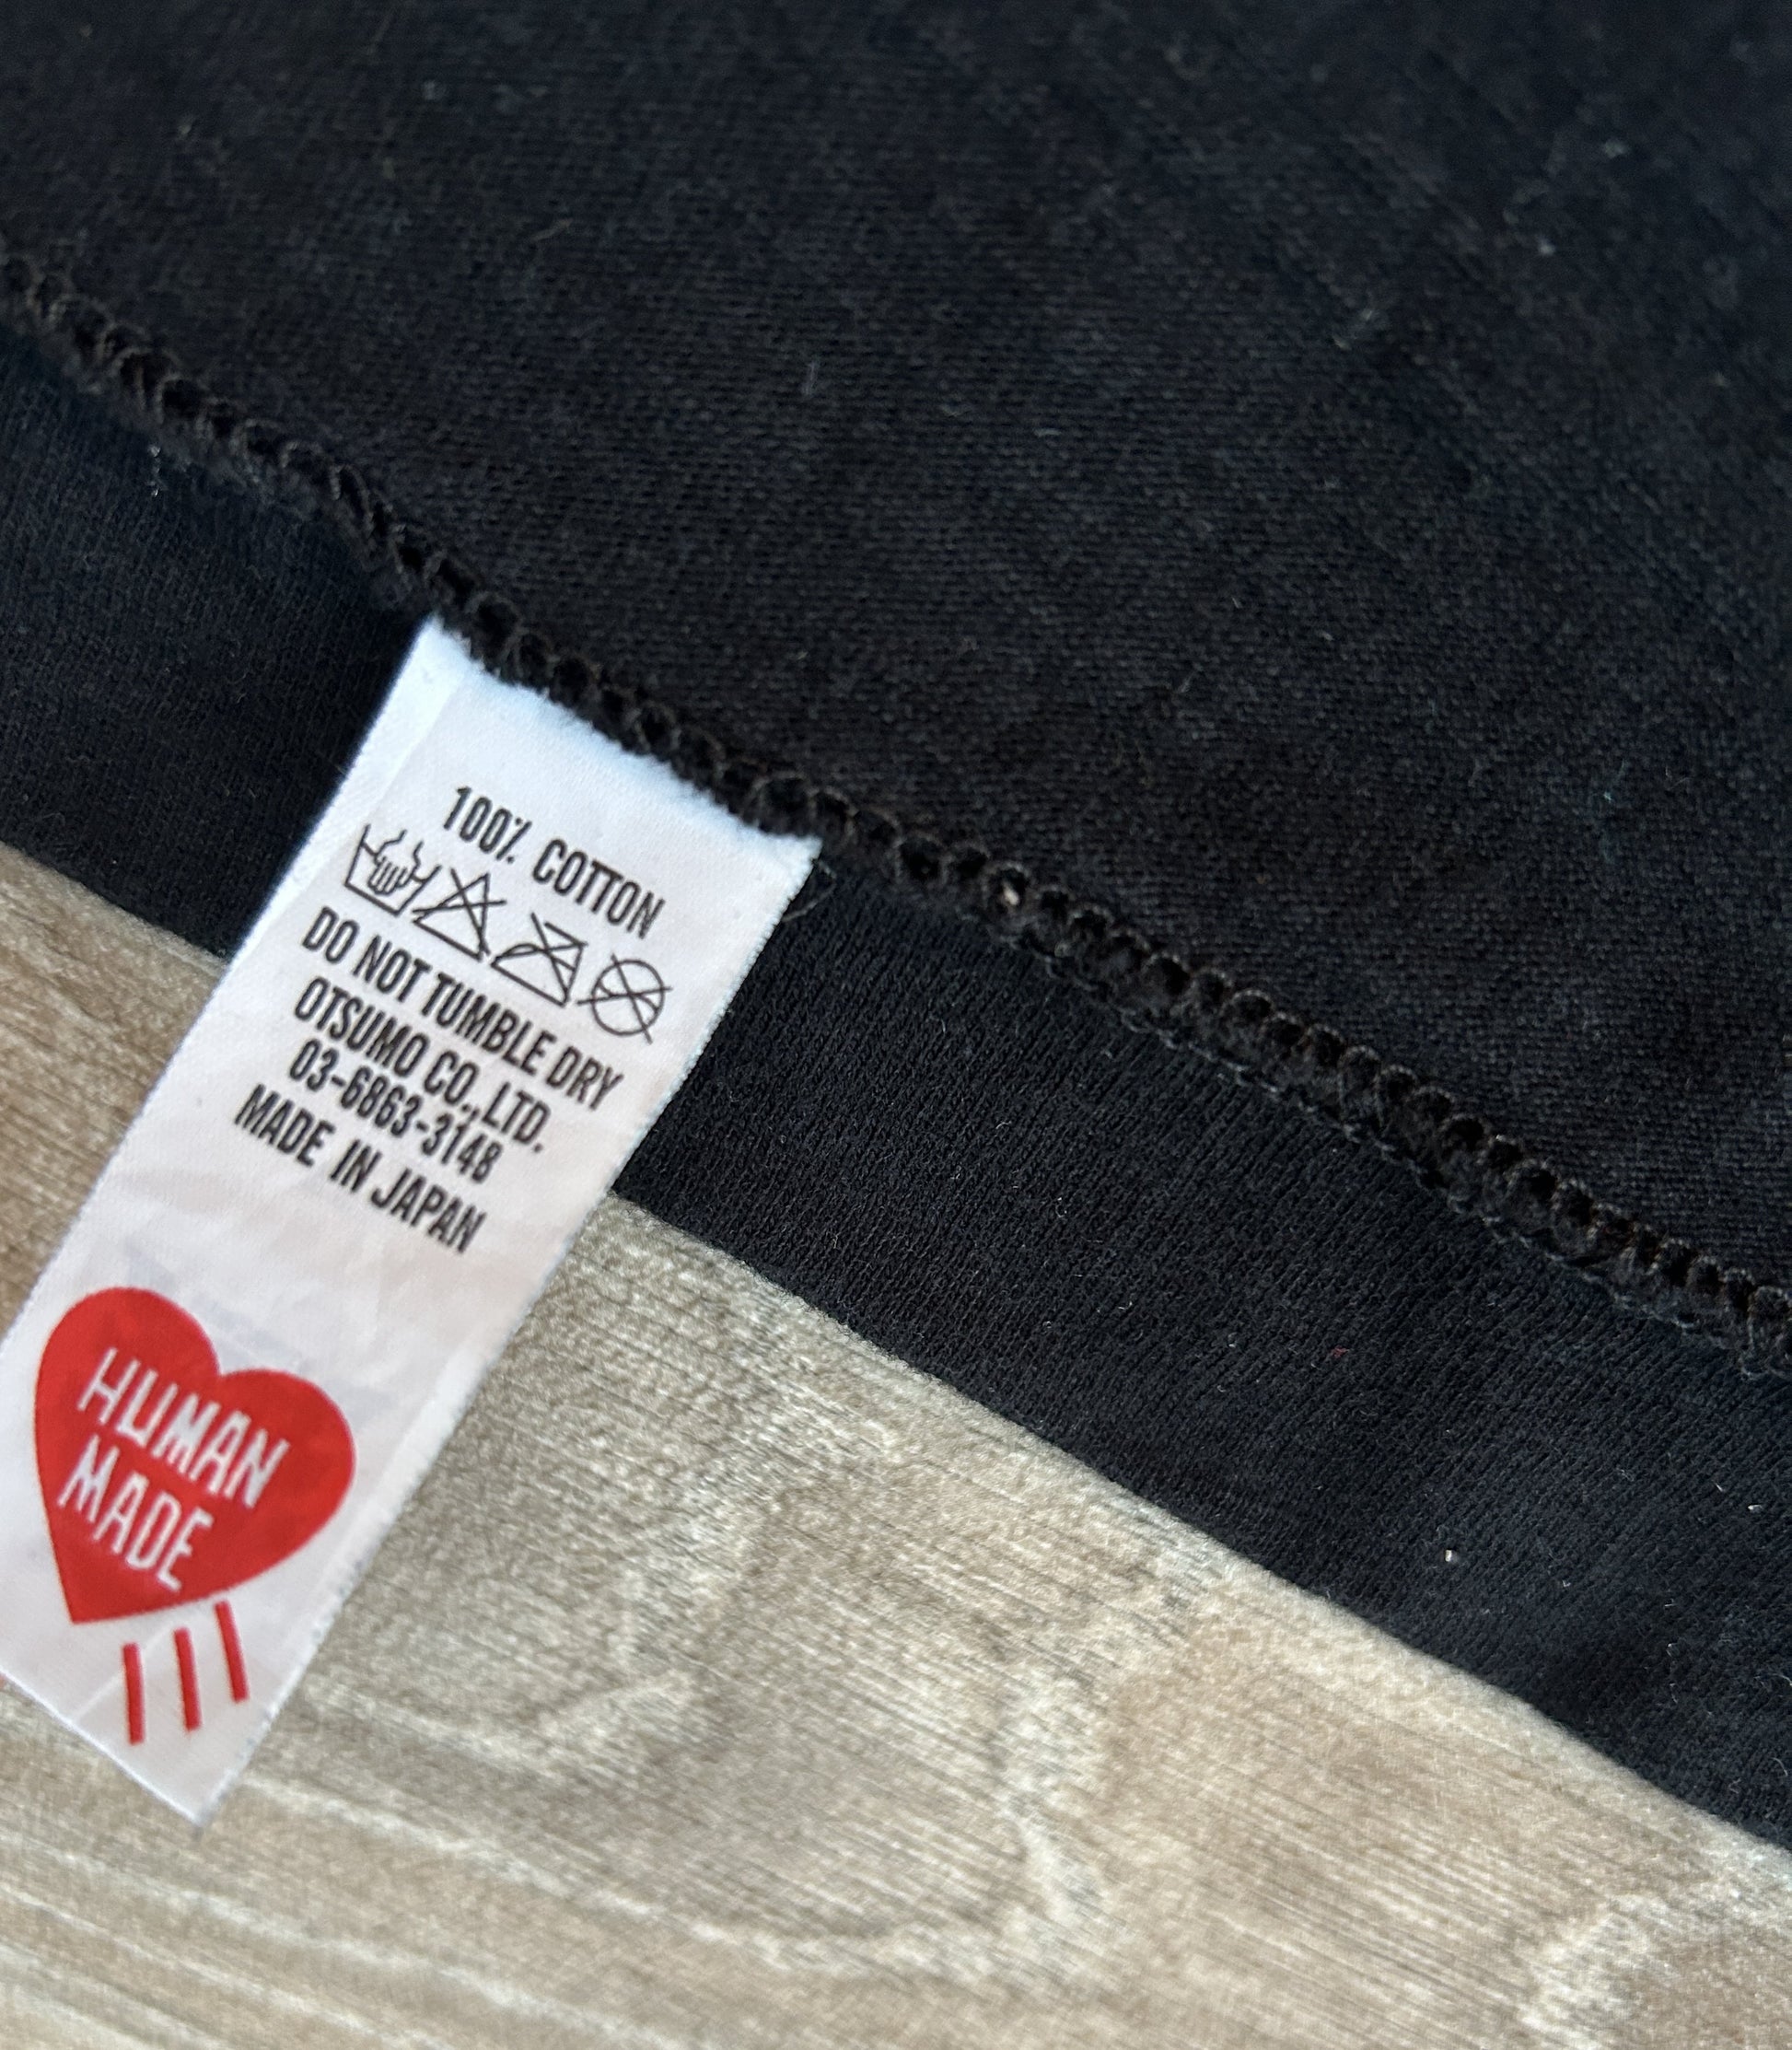 100% COTTON
DO NOT TUMBLE DRY
OTSUMO CO.,LTD.
03-6863-3148
MADE IN JAPAN
HUMAN
MADE